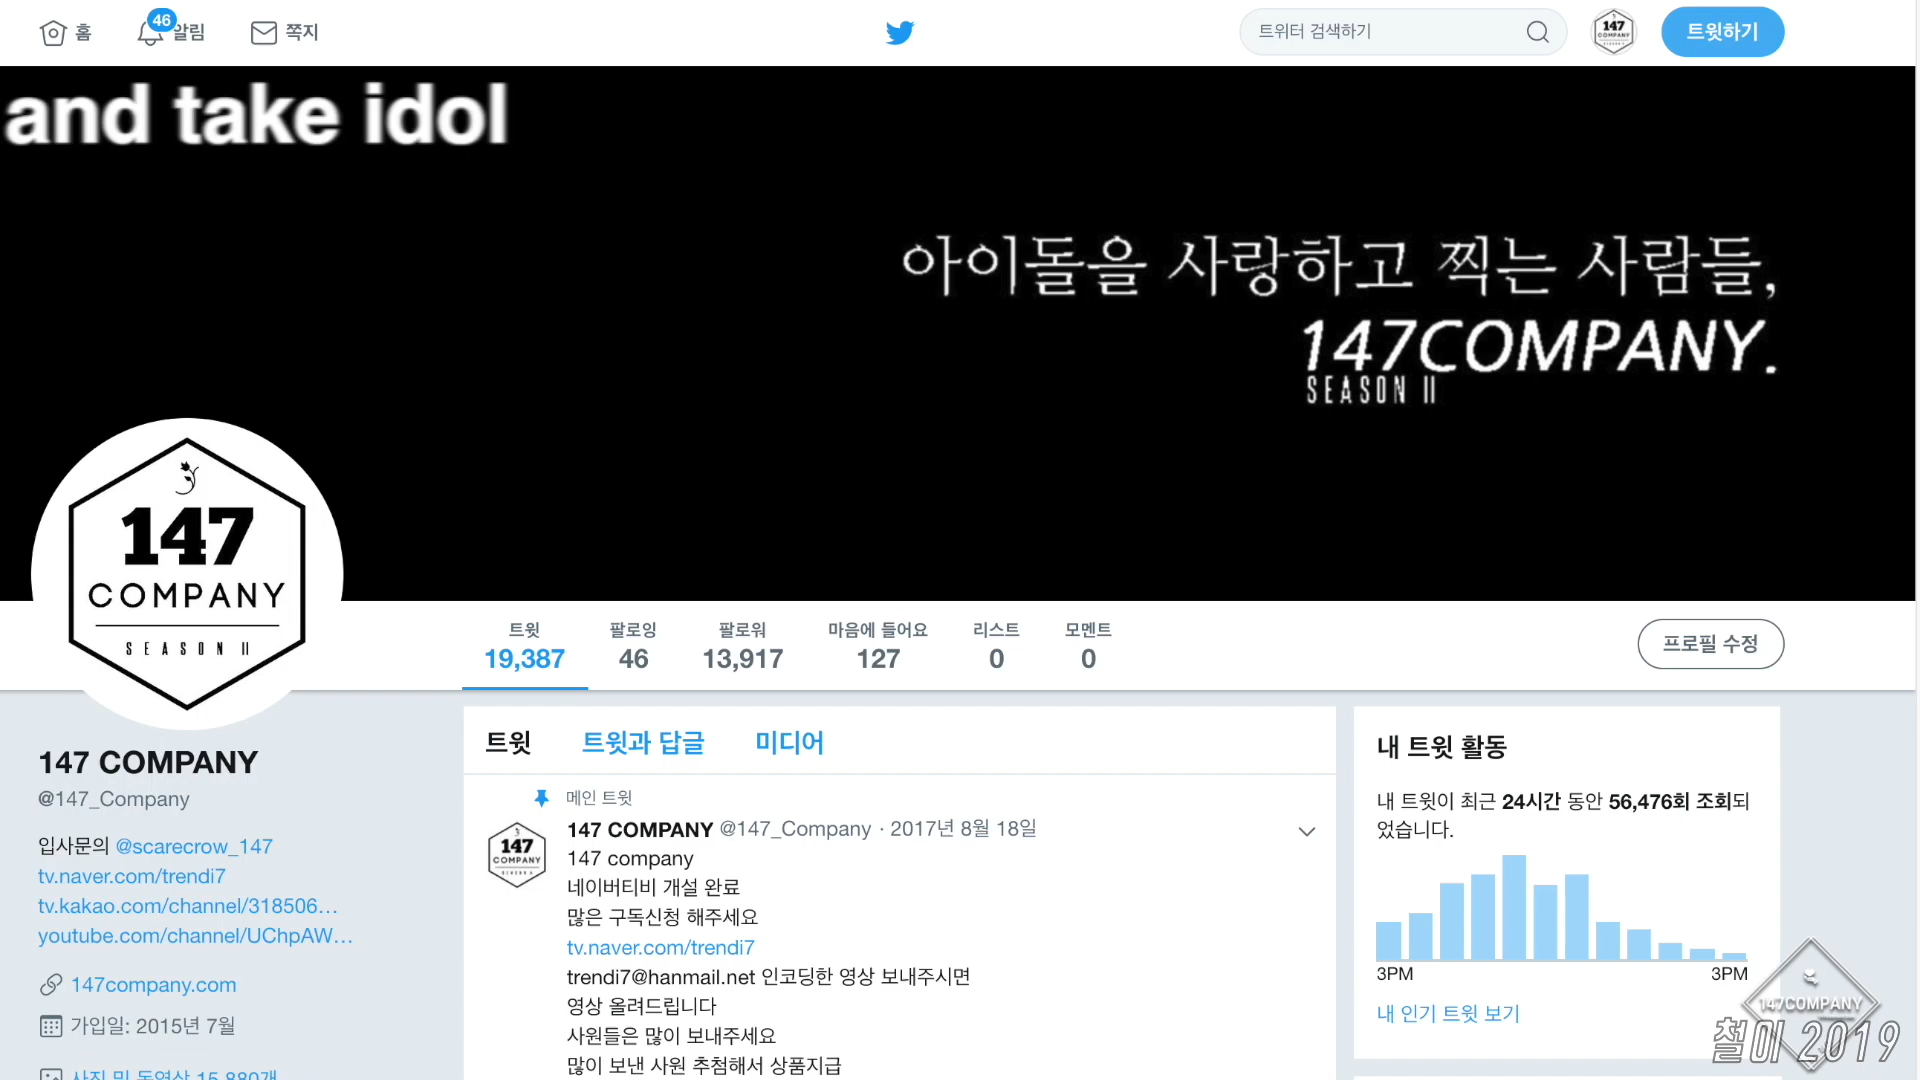 홈
46
알림
쪽지
트위터 검색하기
147
COMPANY
트윗하기
and take idol
아이돌을 사랑하고 찍는 사람들,
147COMPANY.
SEASON II
147
COMPANY
SEASON II
트윗 팔로잉 팔로워 마음에 들어요 리스트 모멘트
19,387 46 13,917 127 0 0
프로필 수정
147 COMPANY
@147_Company
입사문의 @scarecrow_147
tv.naver.com/trendi7
tv.kakao.com/channel/318506…
youtube.com/channel/UChpAW…
147company.com
가입일: 2015년 7월
사진 및 동영상 15,880개
트윗 트윗과 답글 미디어
메인 트윗
147
COMPANY
147 COMPANY @147_Company · 2017년 8월 18일
147 company
네이버티비 개설 완료
많은 구독신청 해주세요
tv.naver.com/trendi7
trendi7@hanmail.net 인코딩한 영상 보내주시면
영상 올려드립니다
사원들은 많이 보내주세요
많이 보낸 사원 추첨해서 상품지급
내 트윗 활동
내 트윗이 최근 24시간 동안 56,476회 조회되
었습니다.
3PM 3PM
내 인기 트윗 보기
147COMPANY
철이 2019